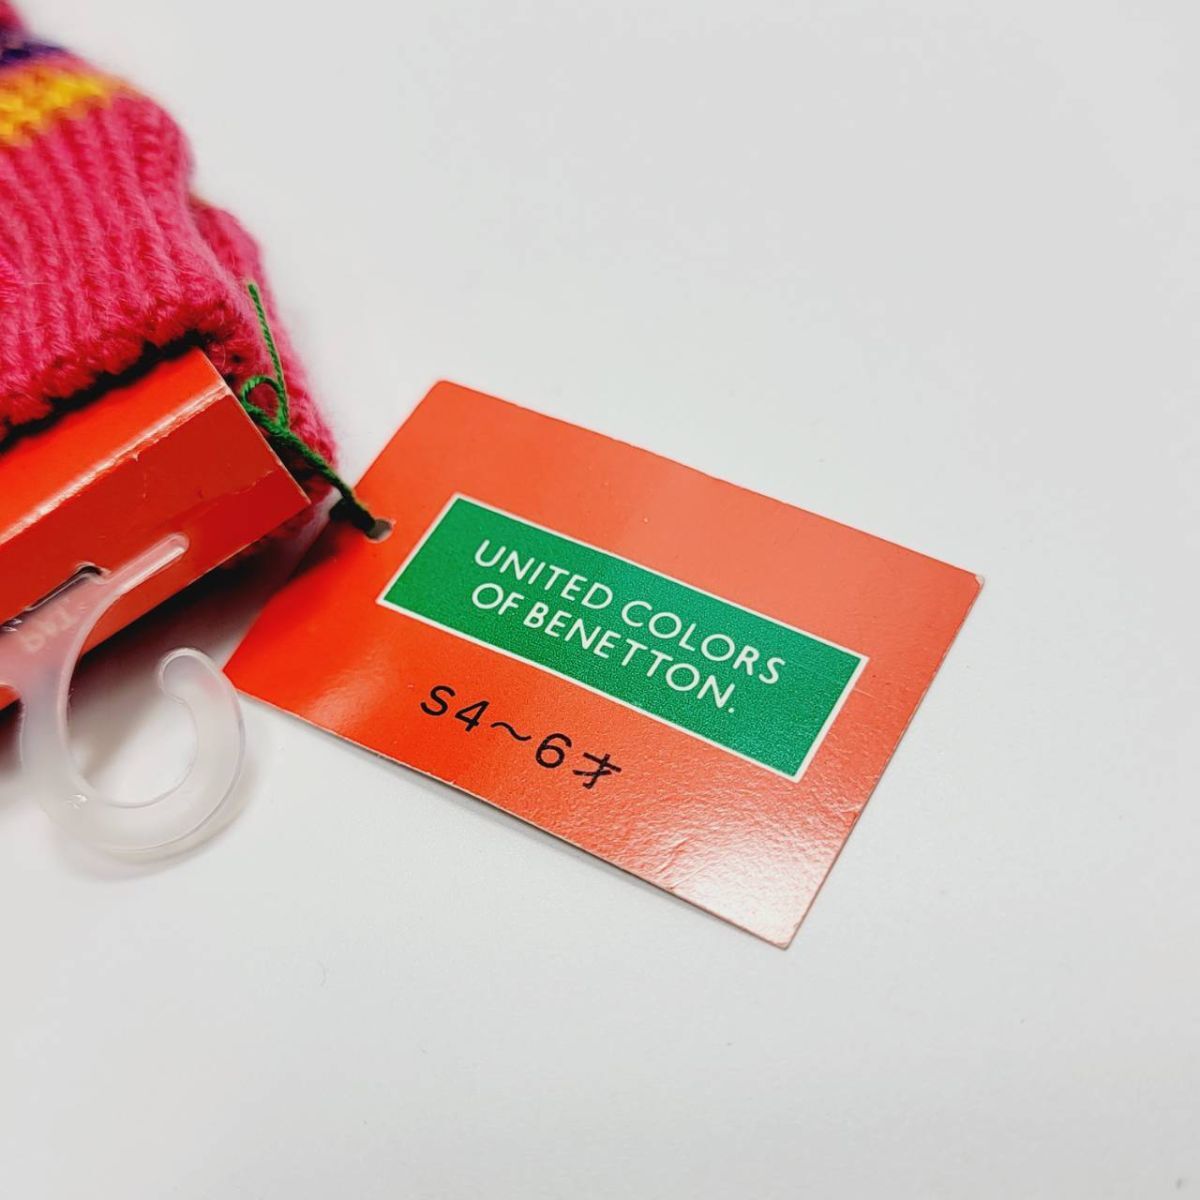 UNITED COLORS
OF BENETTON.
S4～6才